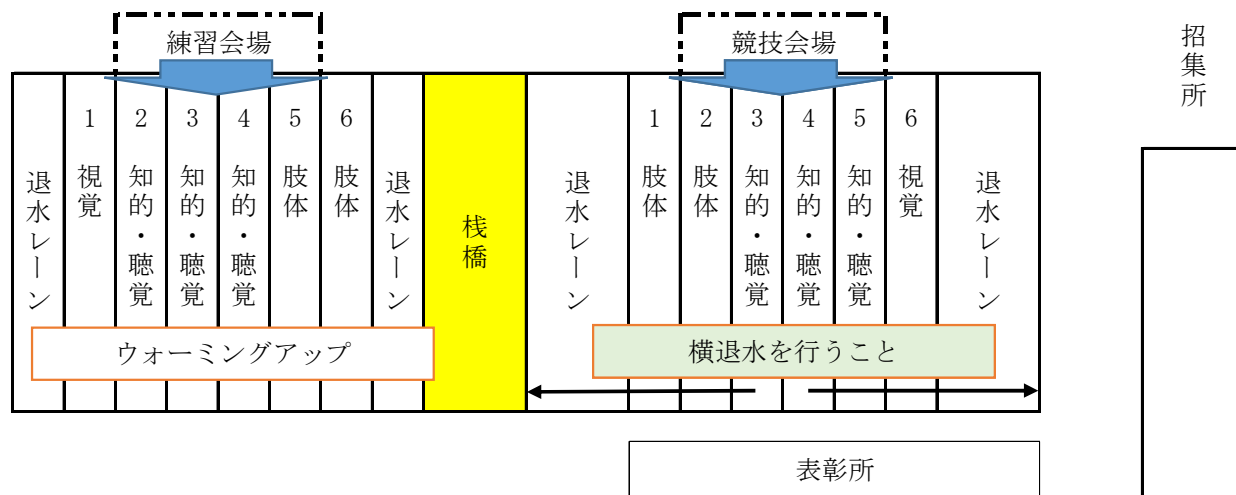 練習会場
競技会場
招集所
退水レーン
1 視覚
2 知的・聴覚
3 知的・聴覚
4 知的・聴覚
5 肢体
6 肢体
退水レーン
桟橋
退水レーン
1 肢体
2 肢体
3 知的・聴覚
4 知的・聴覚
5 知的・聴覚
6 視覚
退水レーン
ウォーミングアップ
横退水を行うこと
表彰所